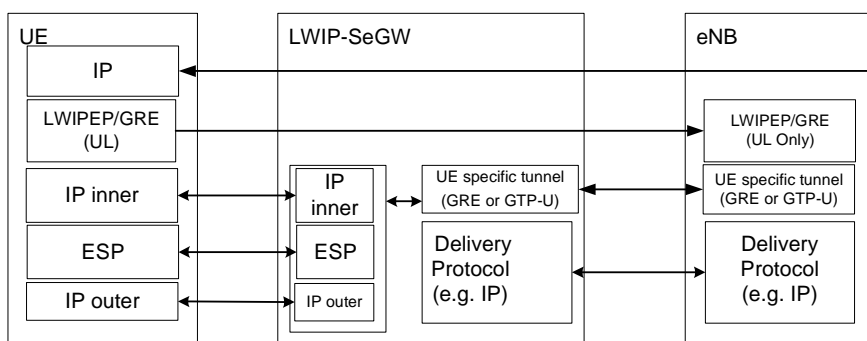 UE
IP
LWIPEP/GRE
(UL)
IP inner
ESP
IP outer
LWIP-SeGW
IP
inner
ESP
IP outer
UE specific tunnel
(GRE or GTP-U)
Delivery
Protocol
(e.g. IP)
eNB
LWIPEP/GRE
(UL Only)
UE specific tunnel
(GRE or GTP-U)
Delivery
Protocol
(e.g. IP)